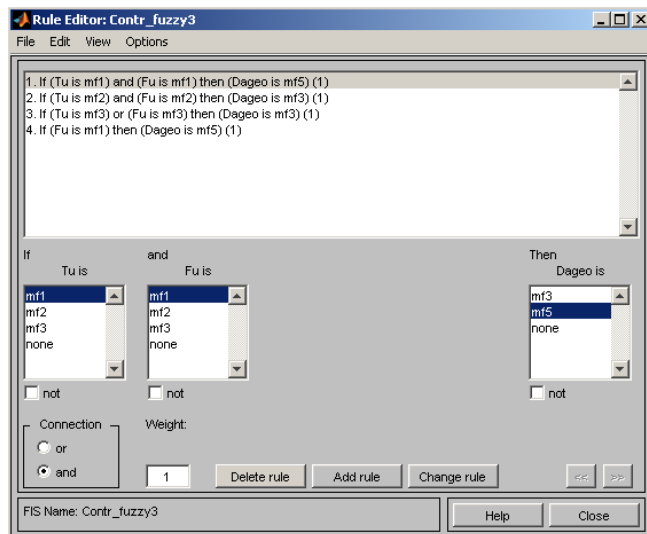 Rule Editor: Contr_fuzzy3
File Edit View Options
1. If (Tu is mf1) and (Fu is mf1) then (Dageo is mf5) (1)
2. If (Tu is mf2) and (Fu is mf2) then (Dageo is mf3) (1)
3. If (Tu is mf3) or (Fu is mf3) then (Dageo is mf3) (1)
4. If (Fu is mf1) then (Dageo is mf5) (1)
If and Then
Tu is Fu is Dageo is
mf1 mf1 mf3
mf2 mf2 mf5
mf3 mf3 none
none none
not not not
Connection Weight:
or
and 1 Delete rule Add rule Change rule << >>
FIS Name: Contr_fuzzy3 Help Close